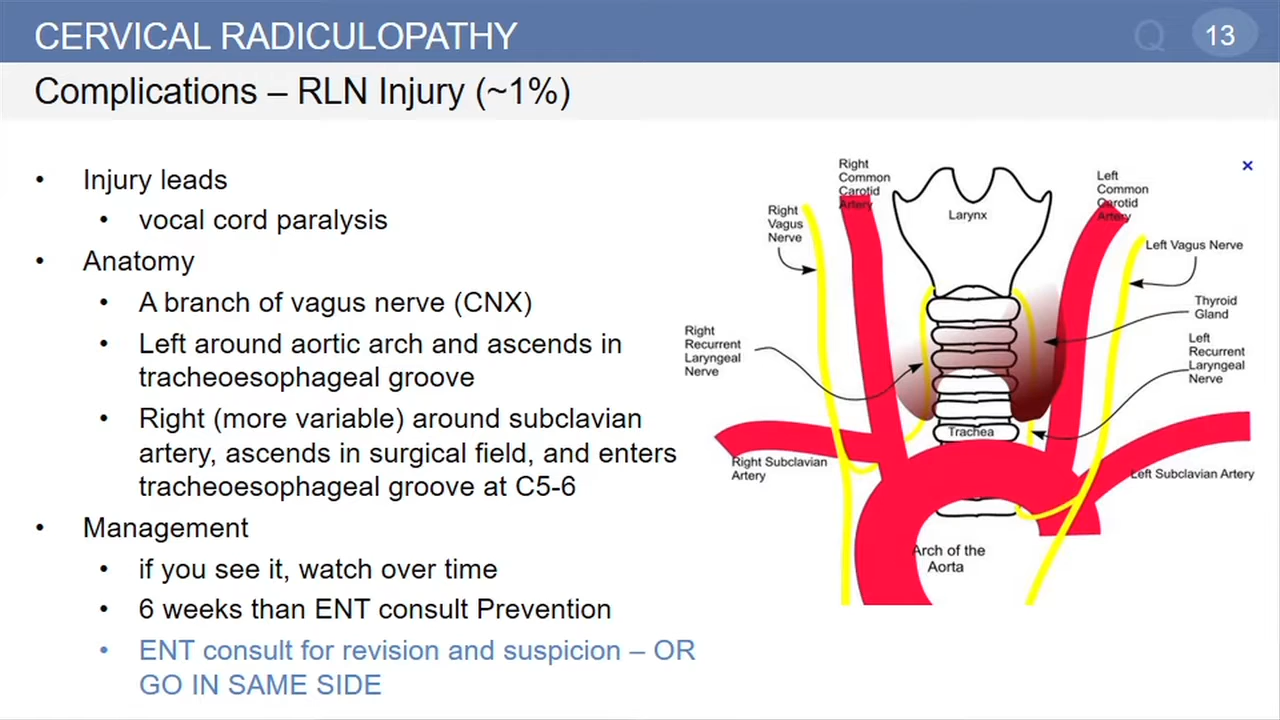 CERVICAL RADICULOPATHY
Q 13
Complications – RLN Injury (~1%)
• Injury leads
• vocal cord paralysis
• Anatomy
• A branch of vagus nerve (CNX)
• Left around aortic arch and ascends in
tracheoesophageal groove
• Right (more variable) around subclavian
artery, ascends in surgical field, and enters
tracheoesophageal groove at C5-6
• Management
• if you see it, watch over time
• 6 weeks than ENT consult Prevention
• ENT consult for revision and suspicion – OR
GO IN SAME SIDE
×
Right
Common
Carotid
Artery
Left
Common
Carotid
Artery
Right
Vagus
Nerve
Larynx
Left Vagus Nerve
Thyroid
Gland
Right
Recurrent
Laryngeal
Nerve
Left
Recurrent
Laryngeal
Nerve
Trachea
Right Subclavian
Artery
Left Subclavian Artery
Arch of the
Aorta